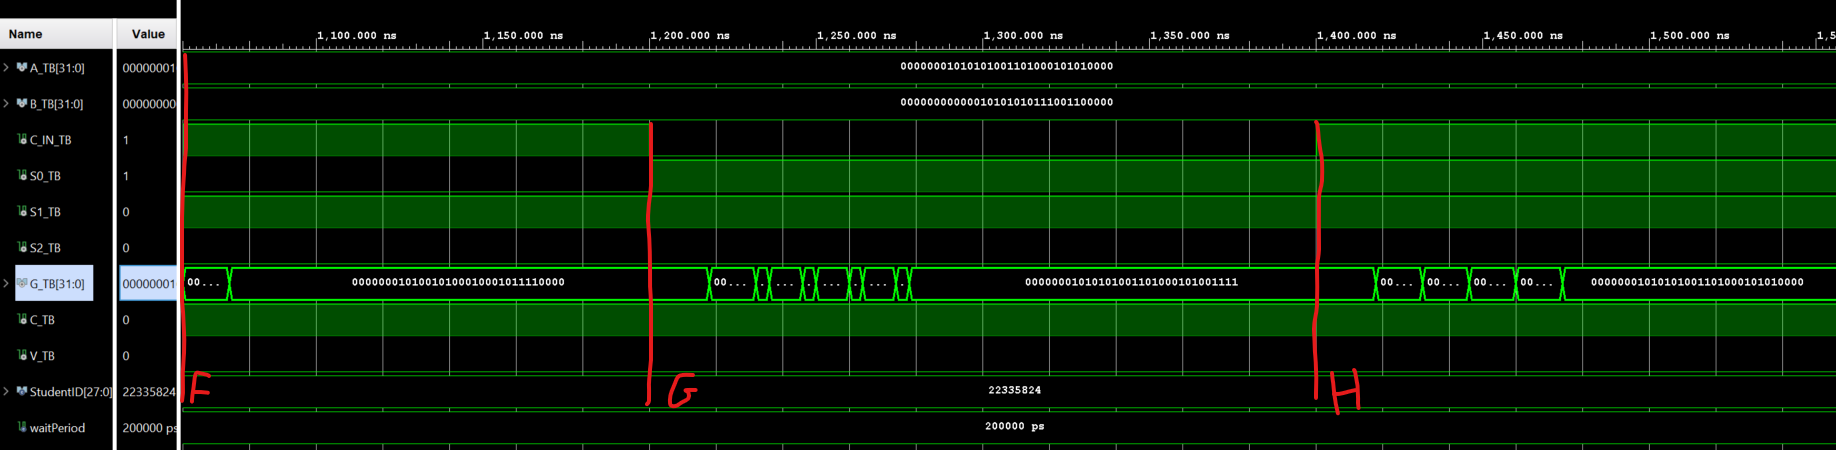 Name Value
1,100.000 ns 1,150.000 ns 1,200.000 ns 1,250.000 ns 1,300.000 ns 1,350.000 ns 1,400.000 ns 1,450.000 ns 1,500.000 ns 1,5
A_TB[31:0] 00000001 00000001010101001101000101010000
B_TB[31:0] 00000000 00000000000010101010111001100000
C_IN_TB 1
S0_TB 1
S1_TB 0
S2_TB 0
G_TB[31:0] 00000001 00... 00000001010010100010001011110000 00... . ... . ... . ... . 00000001010101001101000101001111 00... 00... 00... 00... 00000001010101001101000101010000
C_TB 0
V_TB 0
StudentID[27:0] 22335824 F G 22335824 H
waitPeriod 200000 ps 200000 ps